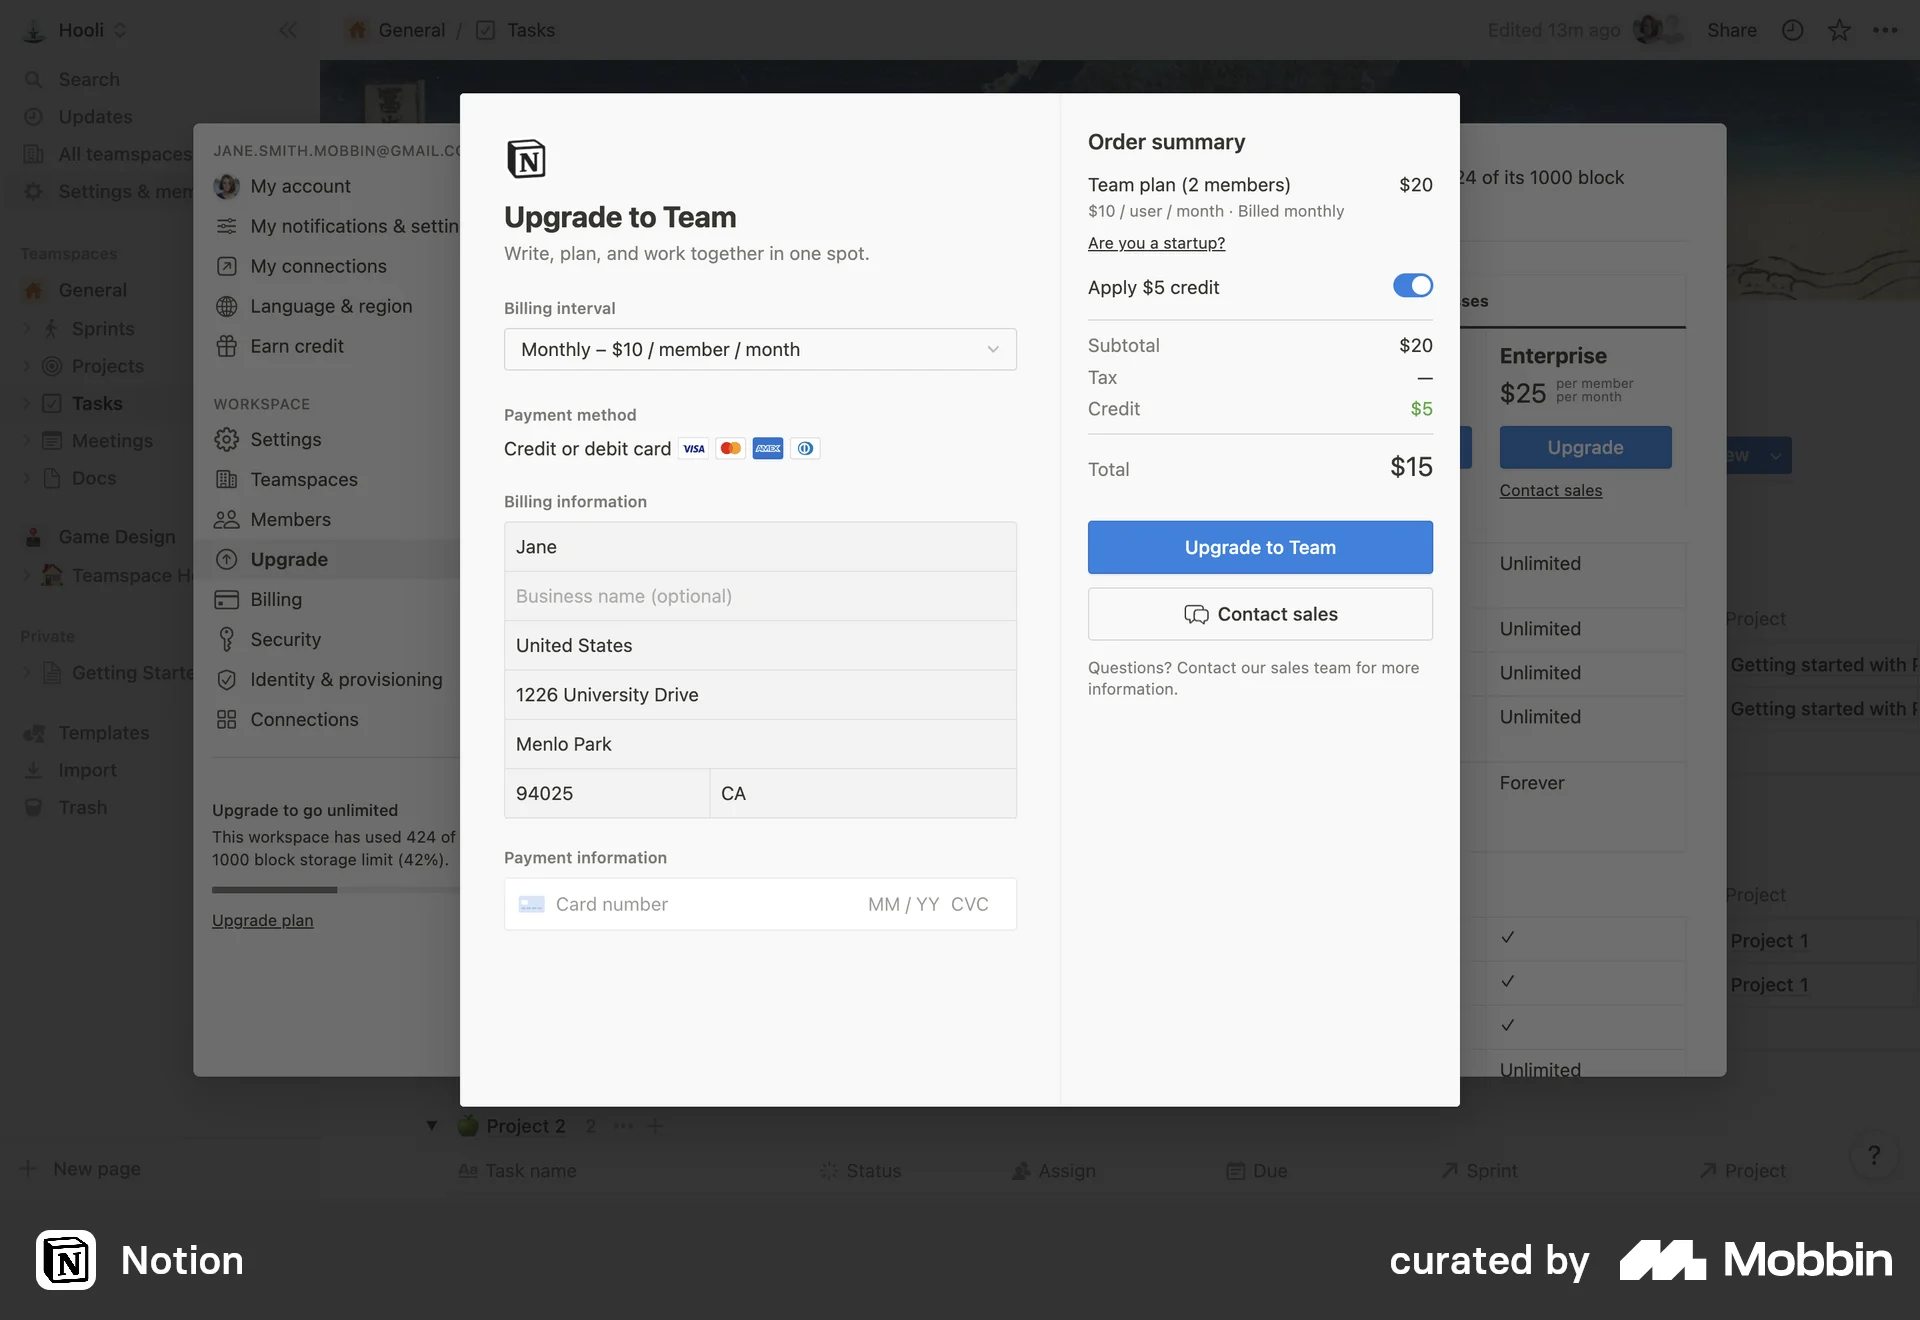 Hooli
General / Tasks
Edited 13m ago
Share
Search
Updates
All teamspaces
Settings & mem
Teamspaces
General
Sprints
Projects
Tasks
Meetings
Docs
Game Design
Teamspace H
Private
Getting Starte
Templates
Import
Trash
New page
JANE.SMITH.MOBBIN@GMAIL.CO
My account
My notifications & settin
My connections
Language & region
Earn credit
WORKSPACE
Settings
Teamspaces
Members
Upgrade
Billing
Security
Identity & provisioning
Connections
Upgrade to go unlimited
This workspace has used 424 of
1000 block storage limit (42%).
Upgrade plan
Upgrade to Team
Write, plan, and work together in one spot.
Billing interval
Monthly – $10 / member / month
Payment method
Credit or debit card VISA AMEX
Billing information
Jane
Business name (optional)
United States
1226 University Drive
Menlo Park
94025 CA
Payment information
Card number MM / YY CVC
Order summary
Team plan (2 members) $20
$10 / user / month · Billed monthly
Are you a startup?
Apply $5 credit
Subtotal $20
Tax —
Credit $5
Total $15
Upgrade to Team
Contact sales
Questions? Contact our sales team for more
information.
24 of its 1000 block
sses
Enterprise
$25 per member
per month
Upgrade
Contact sales
Unlimited
Unlimited
Unlimited
Unlimited
Forever
Unlimited
ew
Project
Getting started with P
Getting started with P
Project
Project 1
Project 1
Project 2 2
Aa Task name Status Assign Due Sprint Project
?
Notion
curated by Mobbin